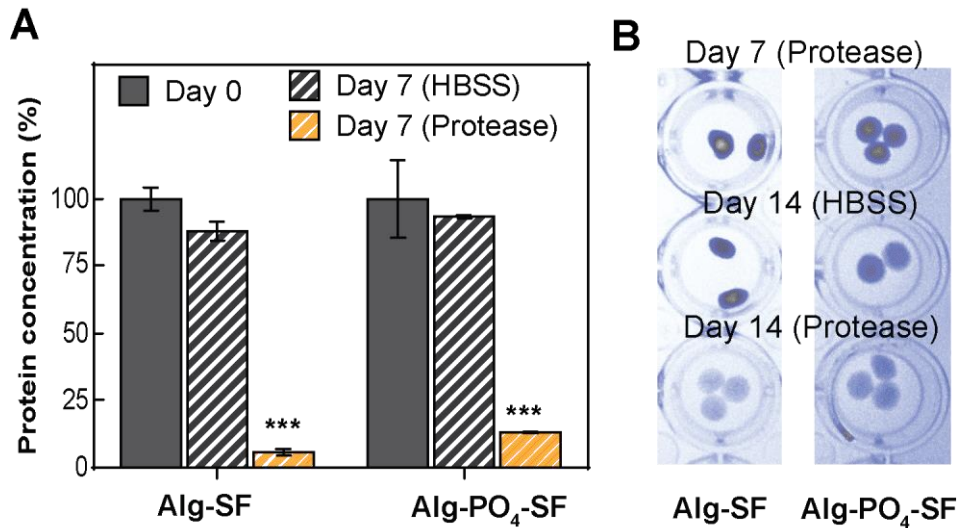 A
Day 0
Day 7 (HBSS)
Day 7 (Protease)
Protein concentration (%)
100
75
50
25
0
***
***
Alg-SF
Alg-PO₄-SF
B
Day 7 (Protease)
Day 14 (HBSS)
Day 14 (Protease)
Alg-SF
Alg-PO₄-SF